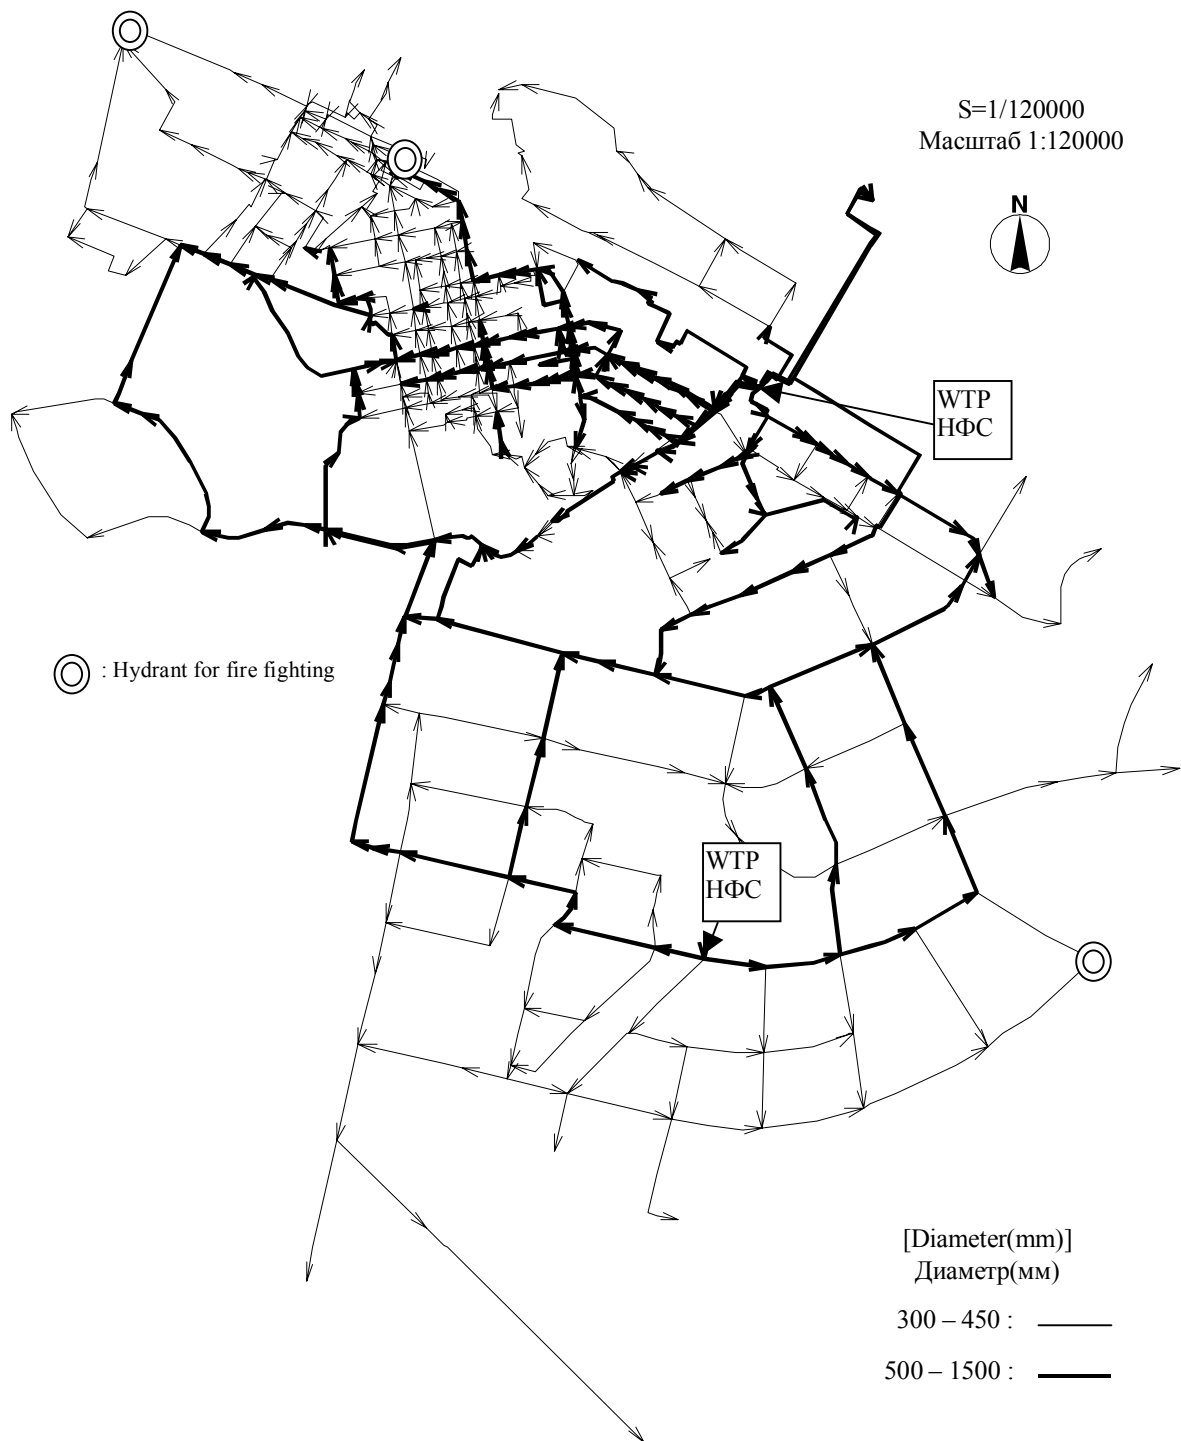 S=1/120000
Масштаб 1:120000
N
WTP
НФС
: Hydrant for fire fighting
WTP
НФС
[Diameter(mm)]
Диаметр(мм)
300 – 450 :
500 – 1500 :